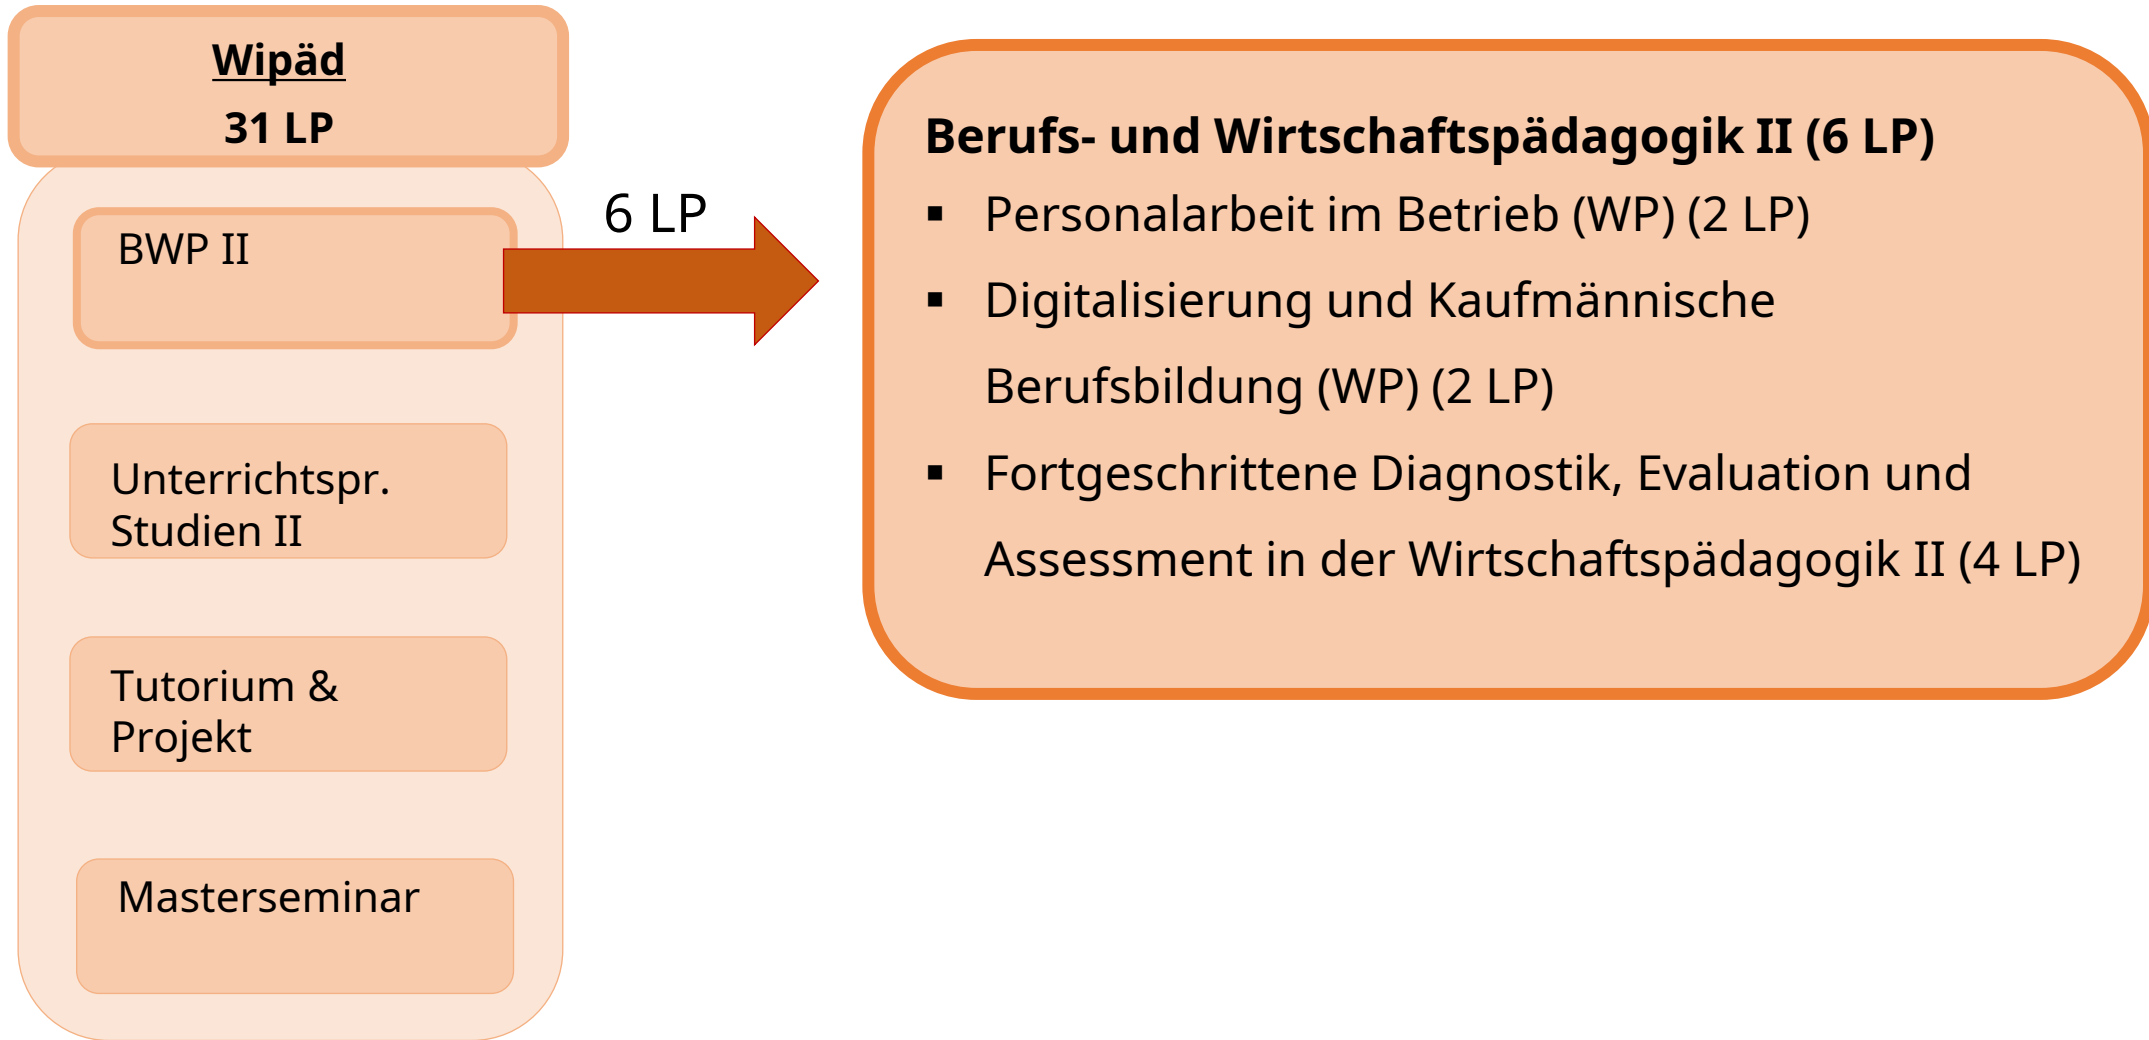 Wipäd
31 LP
BWP II
Unterrichtspr.
Studien II
Tutorium &
Projekt
Masterseminar
6 LP
Berufs- und Wirtschaftspädagogik II (6 LP)
▪ Personalarbeit im Betrieb (WP) (2 LP)
▪ Digitalisierung und Kaufmännische
Berufsbildung (WP) (2 LP)
▪ Fortgeschrittene Diagnostik, Evaluation und
Assessment in der Wirtschaftspädagogik II (4 LP)